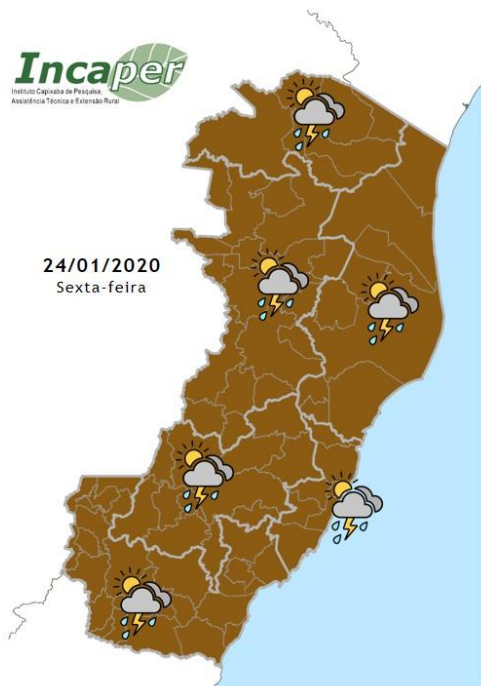 Incaper
Instituto Capixaba de Pesquisa,
Assistência Técnica e Extensão Rural
24/01/2020
Sexta-feira